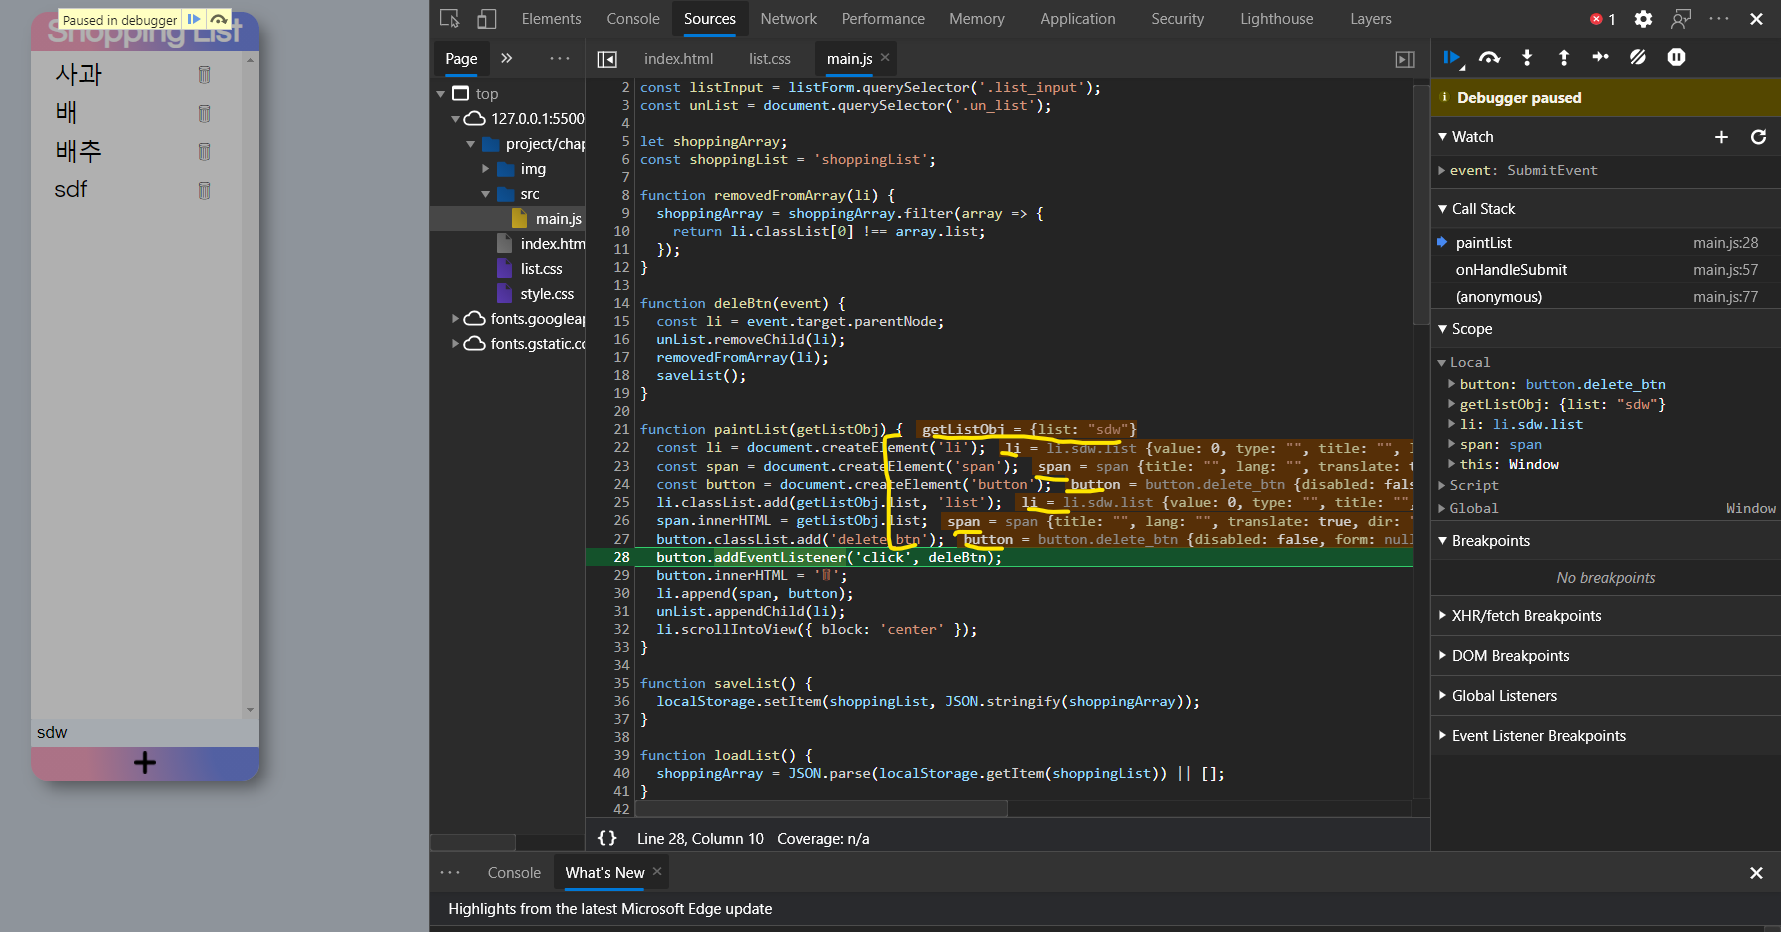 Paused in debugger
Shopping List
사과
배
배추
sdf
sdw
+
Elements Console Sources Network Performance Memory Application Security Lighthouse Layers 1
Page » ···
top
127.0.0.1:5500
project/chap
img
src
main.js
index.htm
list.css
style.css
fonts.googleap
fonts.gstatic.co
index.html list.css main.js ×
2 const listInput = listForm.querySelector('.list_input');
3 const unList = document.querySelector('.un_list');
4
5 let shoppingArray;
6 const shoppingList = 'shoppingList';
7
8 function removedFromArray(li) {
9 shoppingArray = shoppingArray.filter(array => {
10 return li.classList[0] !== array.list;
11 });
12 }
13
14 function deleBtn(event) {
15 const li = event.target.parentNode;
16 unList.removeChild(li);
17 removedFromArray(li);
18 saveList();
19 }
20
21 function paintList(getListObj) { getListObj = {list: "sdw"}
22 const li = document.createElement('li'); li = li.sdw.list {value: 0, type: "", title: "", l
23 const span = document.createElement('span'); span = span {title: "", lang: "", translate: t
24 const button = document.createElement('button'); button = button.delete_btn {disabled: fals
25 li.classList.add(getListObj.list, 'list'); li = li.sdw.list {value: 0, type: "", title: "",
26 span.innerHTML = getListObj.list; span = span {title: "", lang: "", translate: true, dir: "
27 button.classList.add('delete_btn'); button = button.delete_btn {disabled: false, form: null
28 button.addEventListener('click', deleBtn);
29 button.innerHTML = '🗑';
30 li.append(span, button);
31 unList.appendChild(li);
32 li.scrollIntoView({ block: 'center' });
33 }
34
35 function saveList() {
36 localStorage.setItem(shoppingList, JSON.stringify(shoppingArray));
37 }
38
39 function loadList() {
40 shoppingArray = JSON.parse(localStorage.getItem(shoppingList)) || [];
41 }
42
{} Line 28, Column 10 Coverage: n/a
Debugger paused
Watch
event: SubmitEvent
Call Stack
paintList main.js:28
onHandleSubmit main.js:57
(anonymous) main.js:77
Scope
Local
button: button.delete_btn
getListObj: {list: "sdw"}
li: li.sdw.list
span: span
this: Window
Script
Global Window
Breakpoints
No breakpoints
XHR/fetch Breakpoints
DOM Breakpoints
Global Listeners
Event Listener Breakpoints
··· Console What's New ×
Highlights from the latest Microsoft Edge update